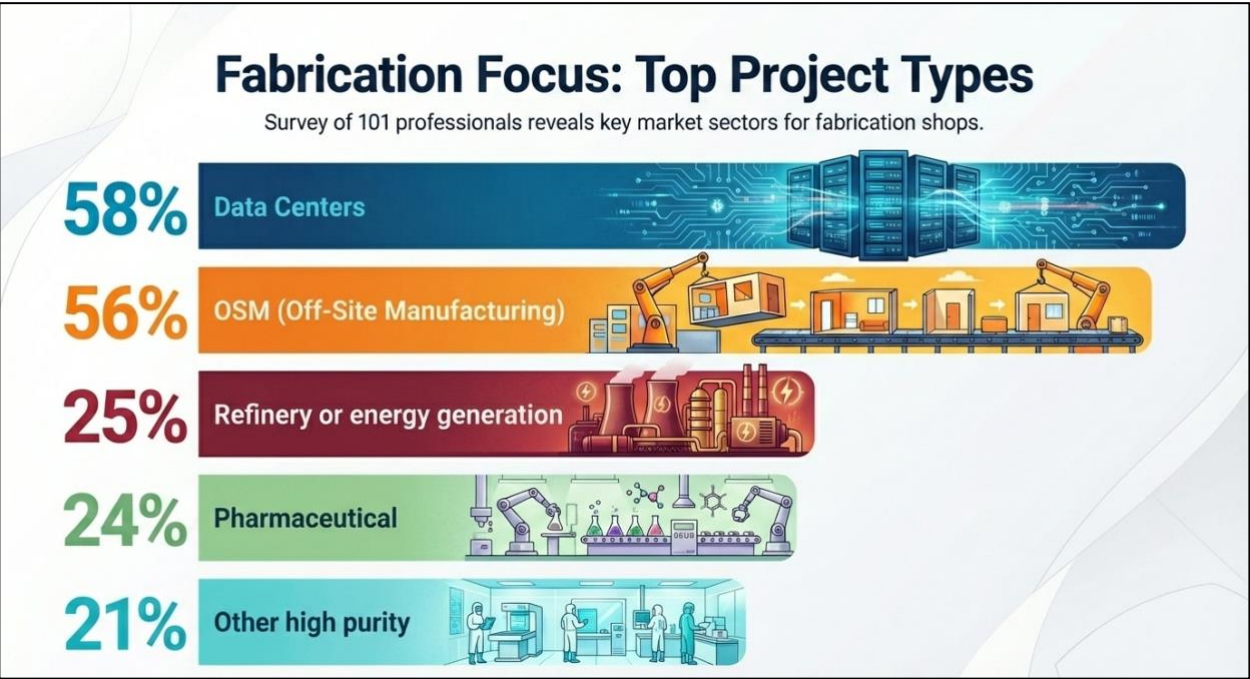 Fabrication Focus: Top Project Types
Survey of 101 professionals reveals key market sectors for fabrication shops.
58% Data Centers
56% OSM (Off-Site Manufacturing)
25% Refinery or energy generation
24% Pharmaceutical
21% Other high purity